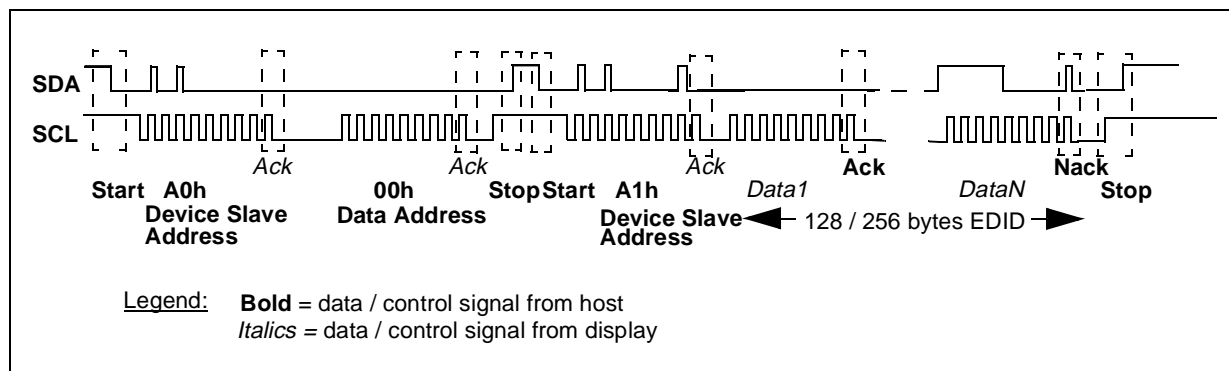 SDA
SCL
Ack Ack Ack Ack Nack
Start A0h 00h Stop Start A1h Data1 DataN Stop
Device Slave Address
Data Address
Device Slave Address
128 / 256 bytes EDID
Legend: Bold = data / control signal from host
Italics = data / control signal from display